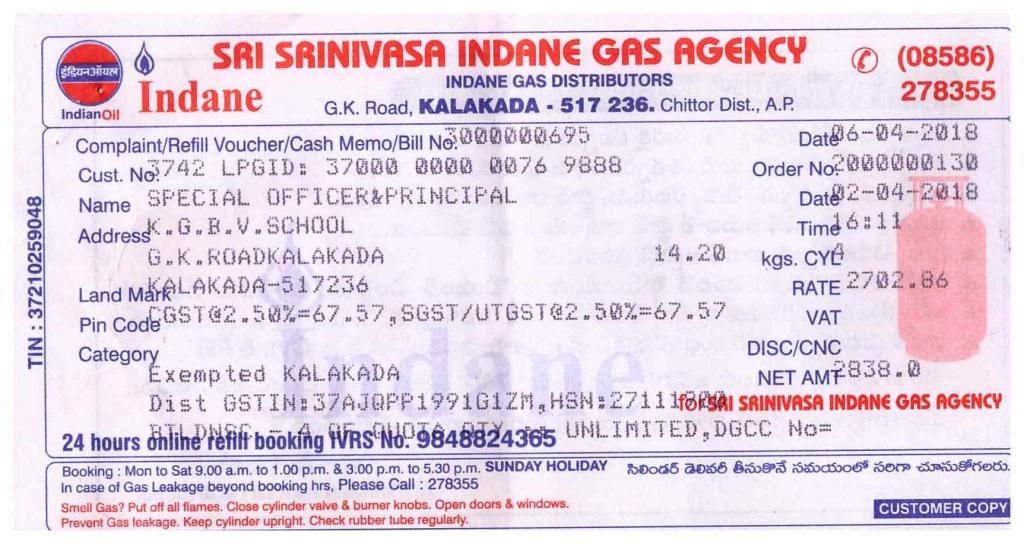 SRI SRINIVASA INDANE GAS AGENCY
इंडियनऑयल
IndianOil
Indane
INDANE GAS DISTRIBUTORS
G.K. Road, KALAKADA - 517 236. Chittor Dist., A.P.
(08586)
278355
TIN : 37210259048
Complaint/Refill Voucher/Cash Memo/Bill No. 3000000695 Date 06-04-2018
Cust. No. 3742 LPGID: 37000 0000 0076 9888 Order No. 2000000130
Name SPECIAL OFFICER&PRINCIPAL Date 02-04-2018
Address K.G.B.V.SCHOOL Time 16:11
G.K.ROADKALAKADA 14.20 kgs. CYL
Land Mark KALAKADA-517236 RATE 2702.86
Pin Code CGST@2.50%=67.57,SGST/UTGST@2.50%=67.57 VAT
Category DISC/CNC
Exempted KALAKADA NET AMT 2838.0
Dist GSTIN:37AJQPP1991G1ZM,HSN:27111900 for SRI SRINIVASA INDANE GAS AGENCY
UNLIMITED,DGCC No=
24 hours online refill booking IVRS No. 9848824365
Booking : Mon to Sat 9.00 a.m. to 1.00 p.m. & 3.00 p.m. to 5.30 p.m. SUNDAY HOLIDAY సిలిండర్ డెలివరీ తీసుకొనే సమయంలో సరిగా చూసుకోగలరు.
In case of Gas Leakage beyond booking hrs, Please Call : 278355
Smell Gas? Put off all flames. Close cylinder valve & burner knobs. Open doors & windows.
Prevent Gas leakage. Keep cylinder upright. Check rubber tube regularly.
CUSTOMER COPY